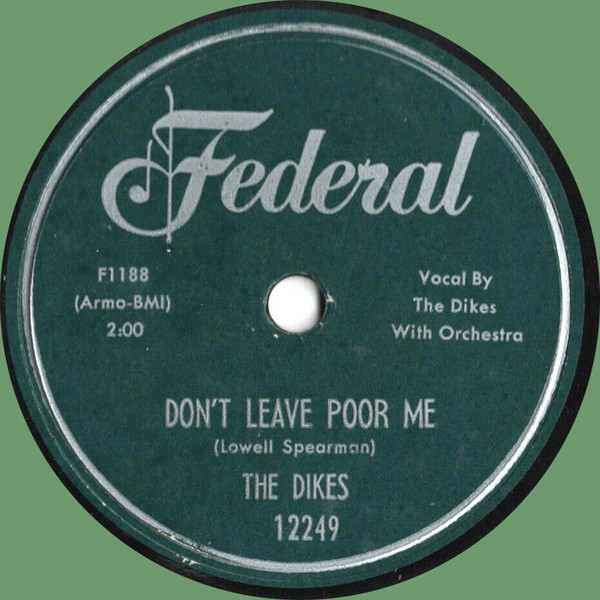 Federal
F1188
(Armo-BMI)
2:00
Vocal By
The Dikes
With Orchestra
DON'T LEAVE POOR ME
(Lowell Spearman)
THE DIKES
12249